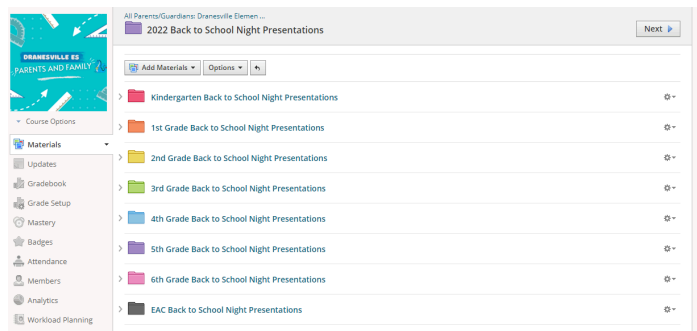 All Parents/Guardians: Dranesville Elemen ...
2022 Back to School Night Presentations
Next
DRANESVILLE ES
PARENTS AND FAMILY
Add Materials
Options
Course Options
Materials
Updates
Gradebook
Grade Setup
Mastery
Badges
Attendance
Members
Analytics
Workload Planning
Kindergarten Back to School Night Presentations
1st Grade Back to School Night Presentations
2nd Grade Back to School Night Presentations
3rd Grade Back to School Night Presentations
4th Grade Back to School Night Presentations
5th Grade Back to School Night Presentations
6th Grade Back to School Night Presentations
EAC Back to School Night Presentations